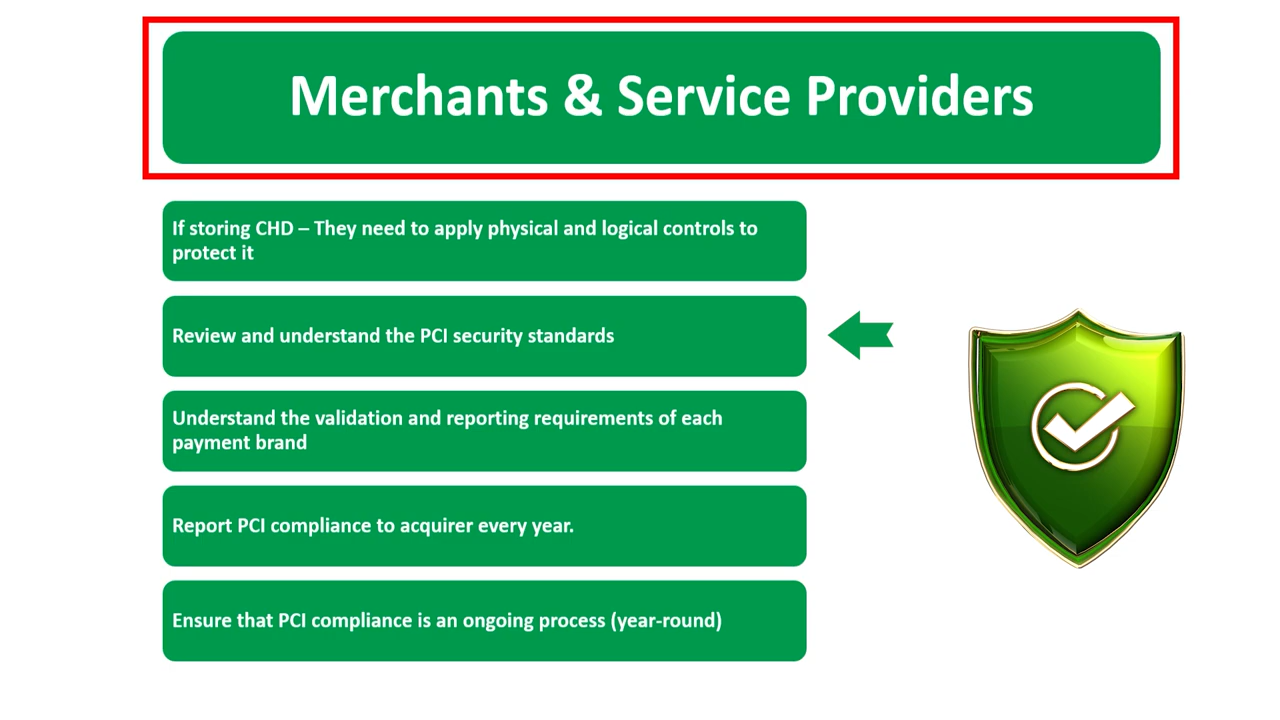 Merchants & Service Providers
If storing CHD – They need to apply physical and logical controls to
protect it
Review and understand the PCI security standards
Understand the validation and reporting requirements of each
payment brand
Report PCI compliance to acquirer every year.
Ensure that PCI compliance is an ongoing process (year-round)